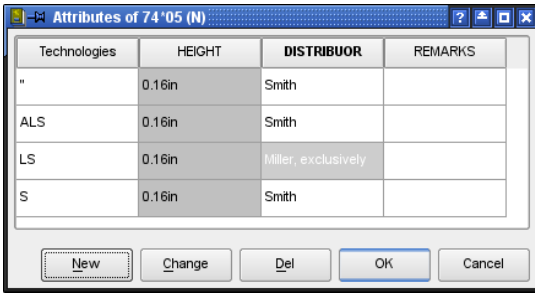 Attributes of 74*05 (N)
?
Technologies HEIGHT DISTRIBUOR REMARKS
" 0.16in Smith
ALS 0.16in Smith
LS 0.16in Miller, exclusively
S 0.16in Smith
New Change Del OK Cancel